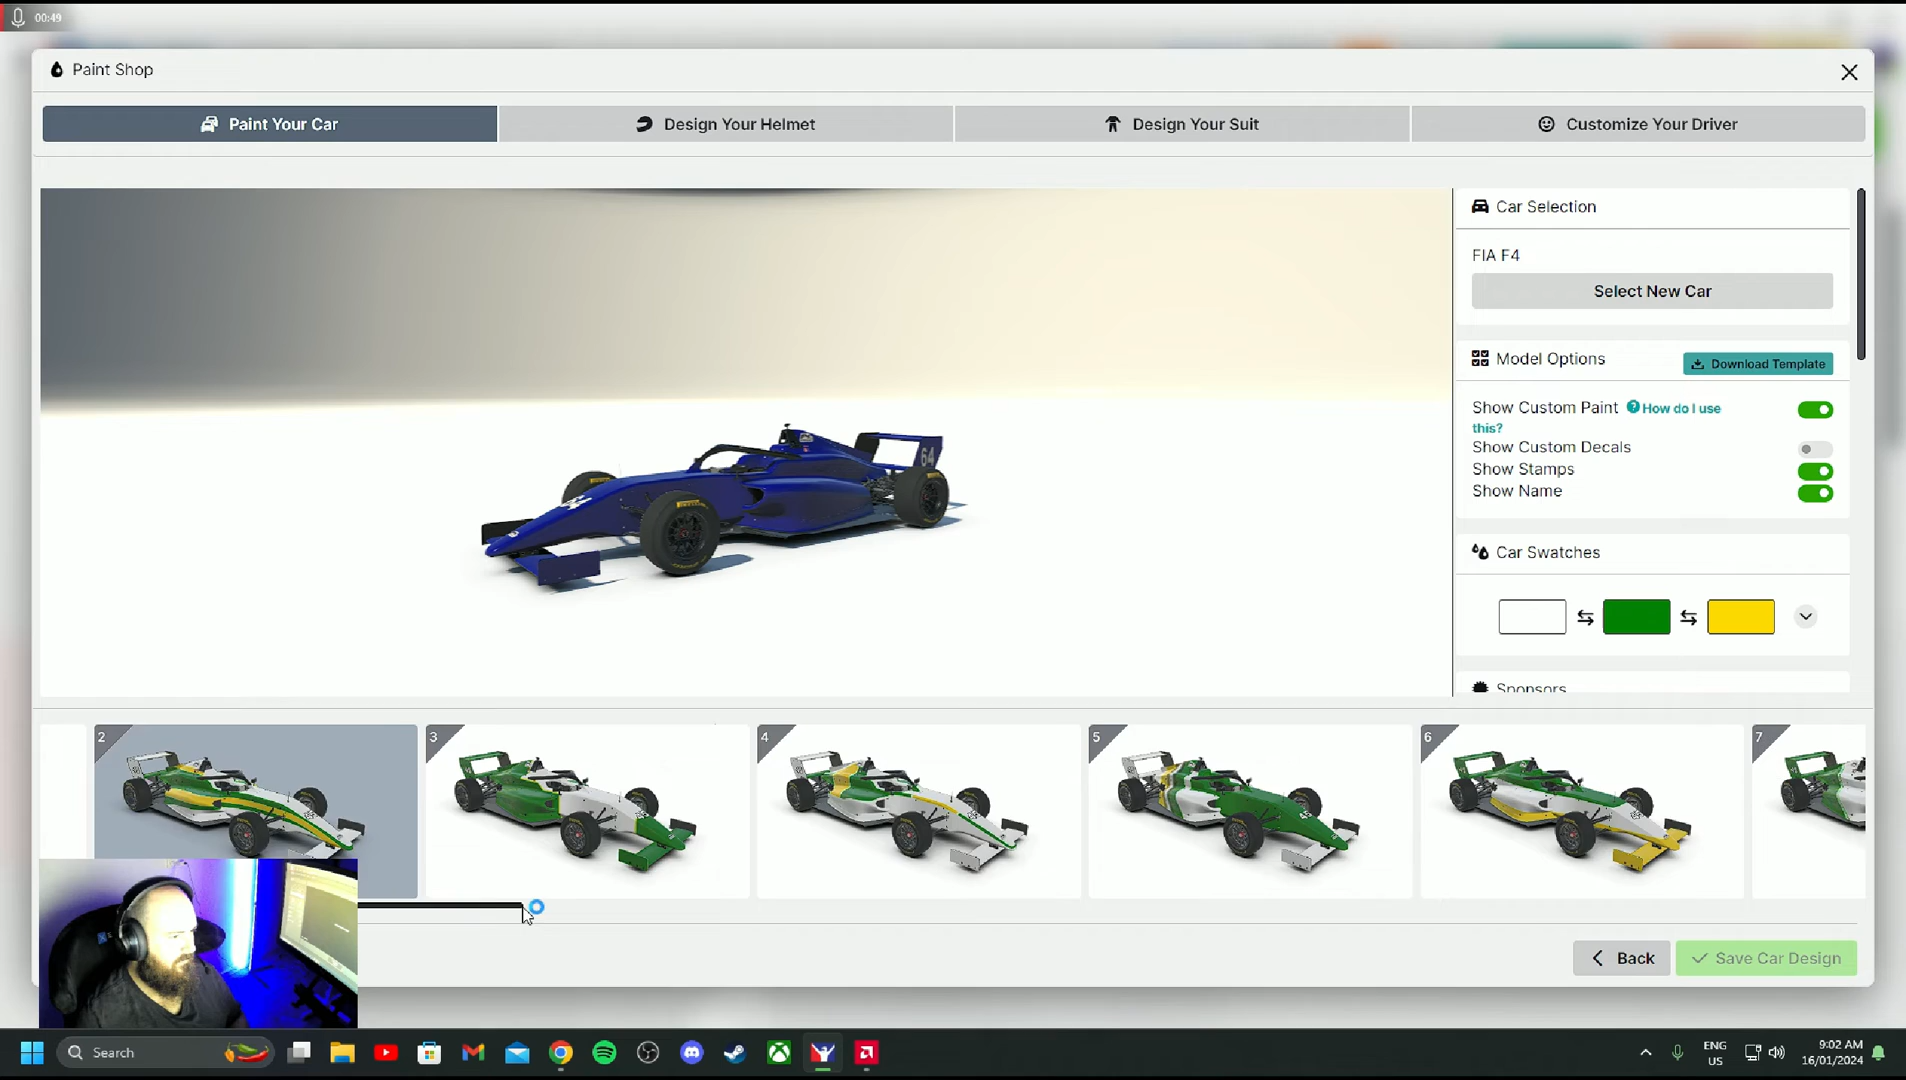 00:49
Paint Shop
Paint Your Car
Design Your Helmet
Design Your Suit
Customize Your Driver
Car Selection
FIA F4
Select New Car
Model Options
Download Template
Show Custom Paint ? How do I use
this?
Show Custom Decals
Show Stamps
Show Name
Car Swatches
Sponsors
64
2
3
4
5
6
7
Back
Save Car Design
Search
ENG
US
9:02 AM
16/01/2024